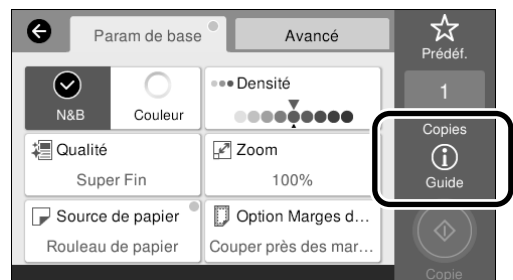 Param de base
Avancé
Prédéf.
N&B
Couleur
Densité
1
Copies
Qualité
Super Fin
Zoom
100%
Guide
Source de papier
Rouleau de papier
Option Marges d...
Couper près des mar...
Copie